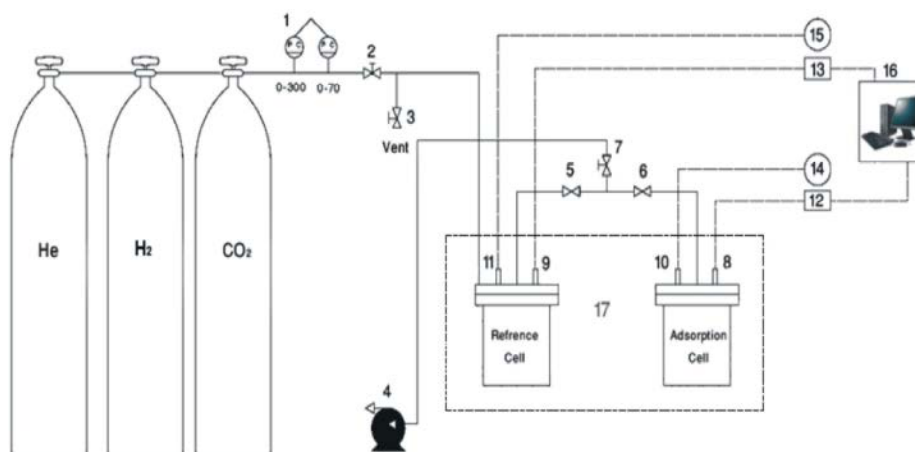 1
P C
P C
2
0-300
0-70
3
Vent
15
13
16
7
5
6
14
12
He
H₂
CO₂
11
9
10
8
17
Refrence
Cell
Adsorption
Cell
4